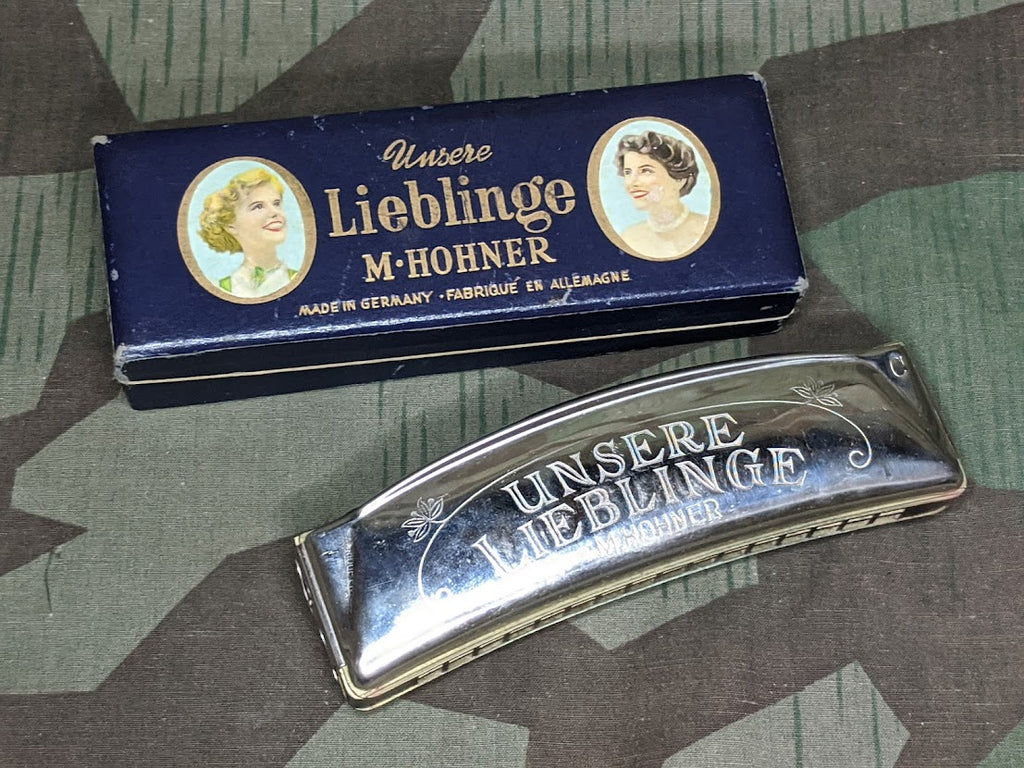 Unsere
Lieblinge
M·HOHNER
MADE IN GERMANY · FABRIQUÉ EN ALLEMAGNE
C
UNSERE
LIEBLINGE
M.HOHNER